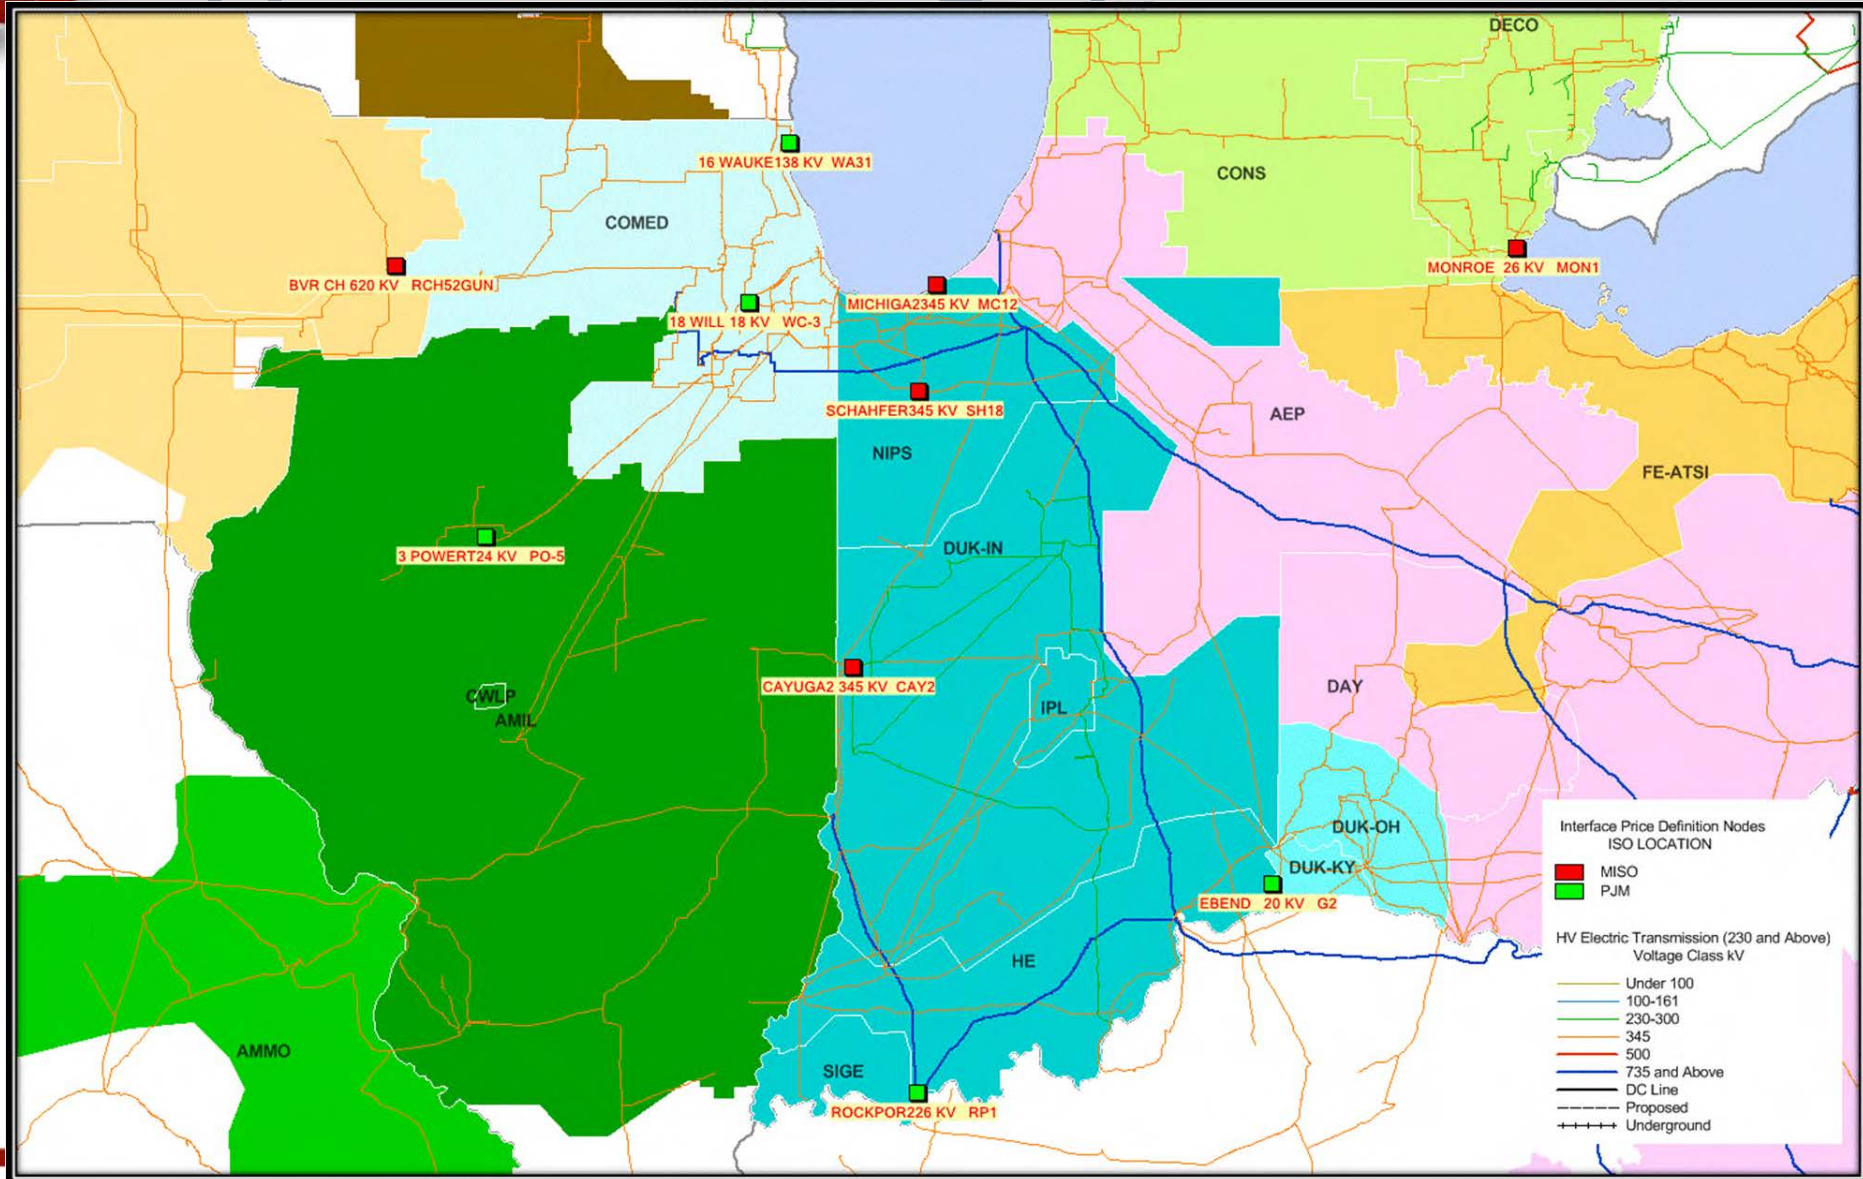 DECO
16 WAUKE138 KV WA31
CONS
COMED
MONROE 26 KV MON1
BVR CH 620 KV RCH52GUN
MICHIGA2345 KV MC12
18 WILL 18 KV WC-3
SCHAHFER345 KV SH18
AEP
NIPS
FE-ATSI
DUK-IN
3 POWERT24 KV PO-5
CAYUGA2 345 KV CAY2
DAY
CWLP
IPL
AMIL
DUK-OH
DUK-KY
EBEND 20 KV G2
HE
AMMO
SIGE
ROCKPOR226 KV RP1
Interface Price Definition Nodes
ISO LOCATION
MISO
PJM
HV Electric Transmission (230 and Above)
Voltage Class kV
Under 100
100-161
230-300
345
500
735 and Above
DC Line
Proposed
Underground